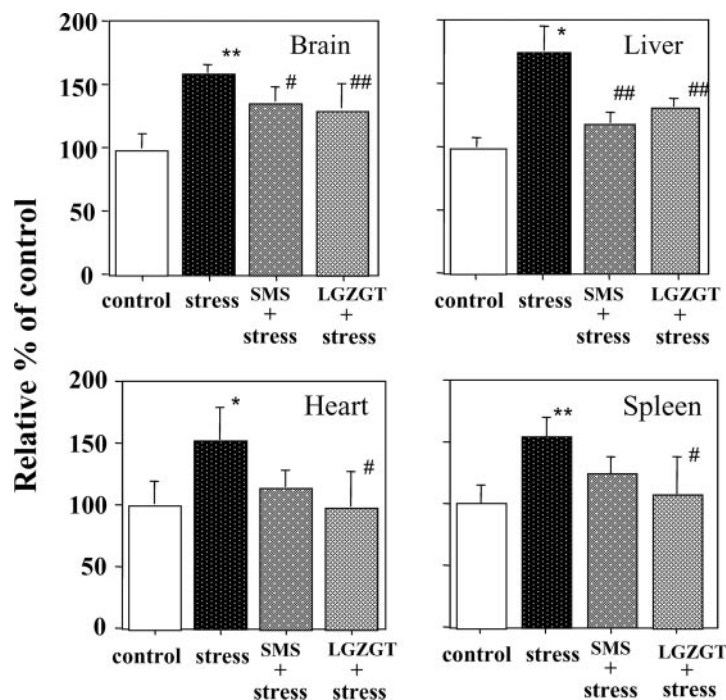 Relative % of control
200
150
100
50
0
Brain
**
#
##
control
stress
SMS
+
stress
LGZGT
+
stress
Liver
*
##
##
control
stress
SMS
+
stress
LGZGT
+
stress
200
150
100
50
0
Heart
*
#
control
stress
SMS
+
stress
LGZGT
+
stress
Spleen
**
#
control
stress
SMS
+
stress
LGZGT
+
stress